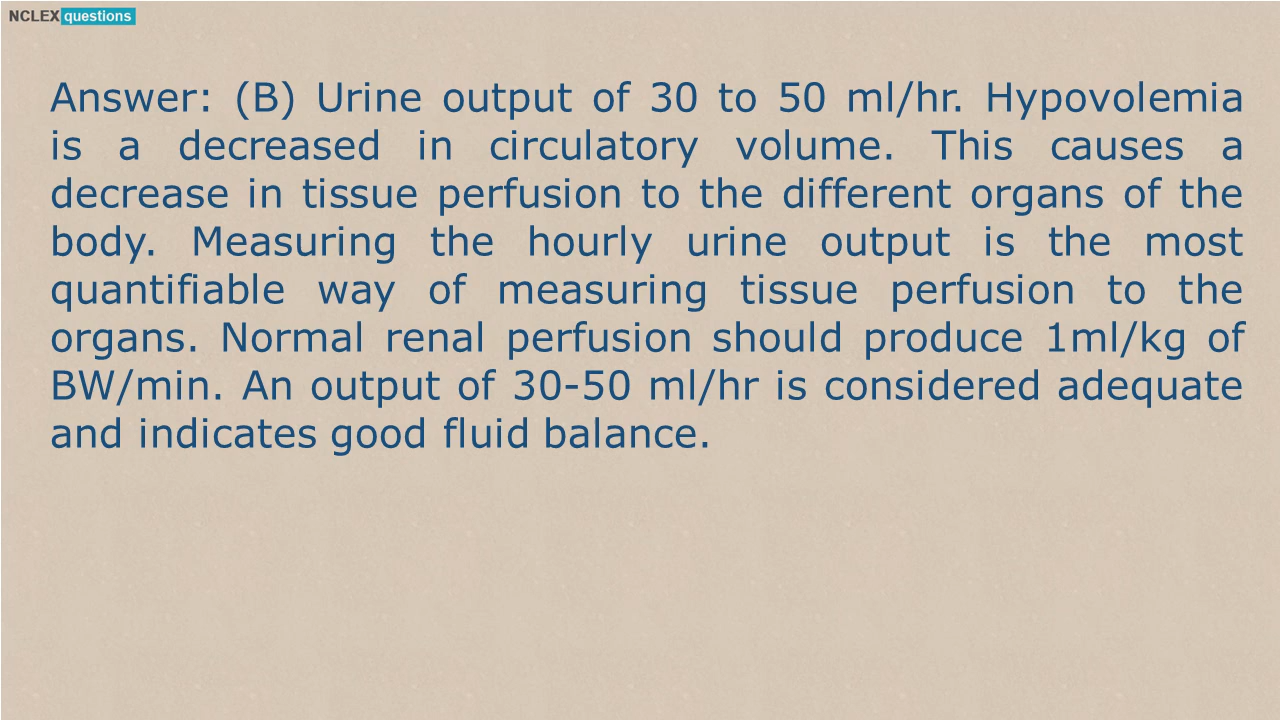 NCLEX questions
Answer: (B) Urine output of 30 to 50 ml/hr. Hypovolemia
is a decreased in circulatory volume. This causes a
decrease in tissue perfusion to the different organs of the
body. Measuring the hourly urine output is the most
quantifiable way of measuring tissue perfusion to the
organs. Normal renal perfusion should produce 1ml/kg of
BW/min. An output of 30-50 ml/hr is considered adequate
and indicates good fluid balance.